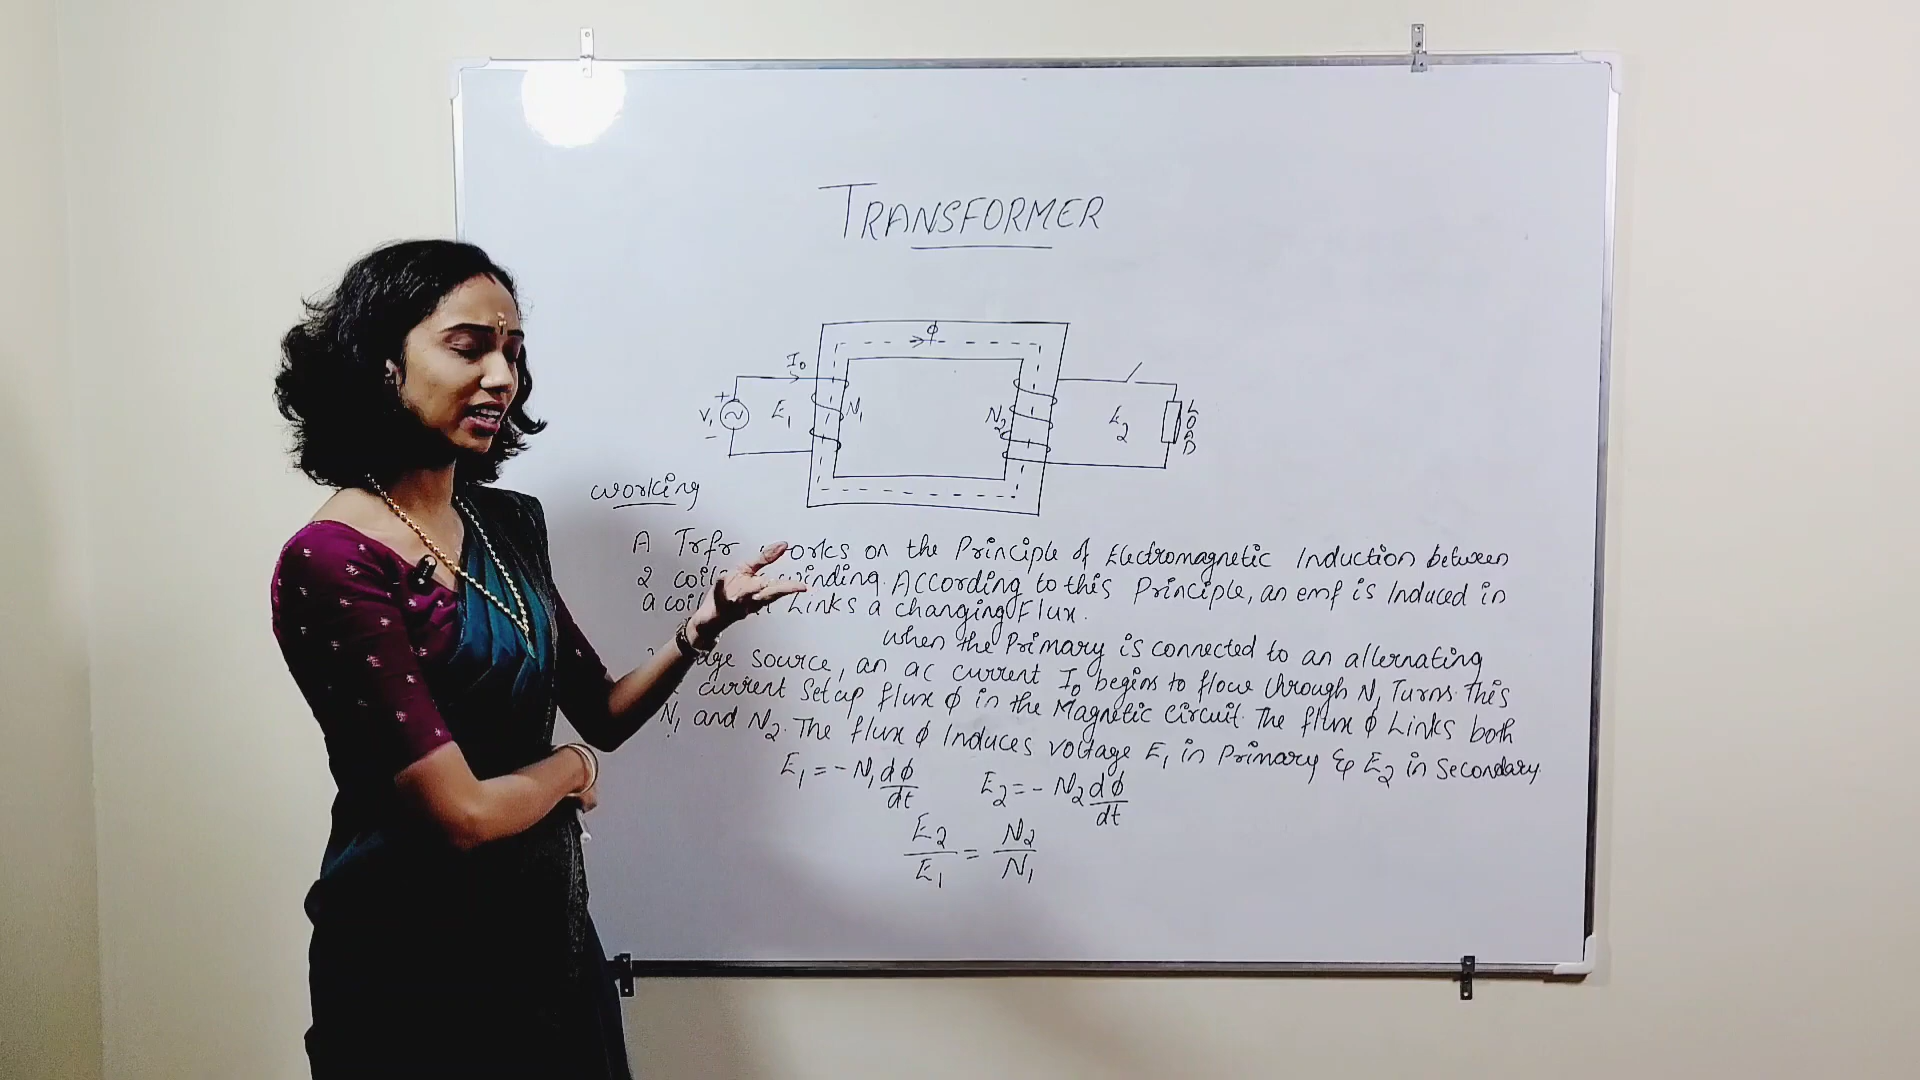 TRANSFORMER
ϕ
I0
+
V1
-
E1
N1
N2
E2
LOAD
working
A Trfr works on the Principle of Electromagnetic Induction between
2 winding. According to this Principle, an emf is Induced in
a Links a changing Flux.
when the Primary is connected to an alternating
Source, an ac current I0 begins to flow through N1 Turns. This
current Set up flux ϕ in the Magnetic circuit. The flux ϕ Links both
N1 and N2. The flux ϕ Induces voltage E1 in Primary & E2 in Secondary.
E1 = - N1 dϕ/dt E2 = - N2 dϕ/dt
E2/E1 = N2/N1